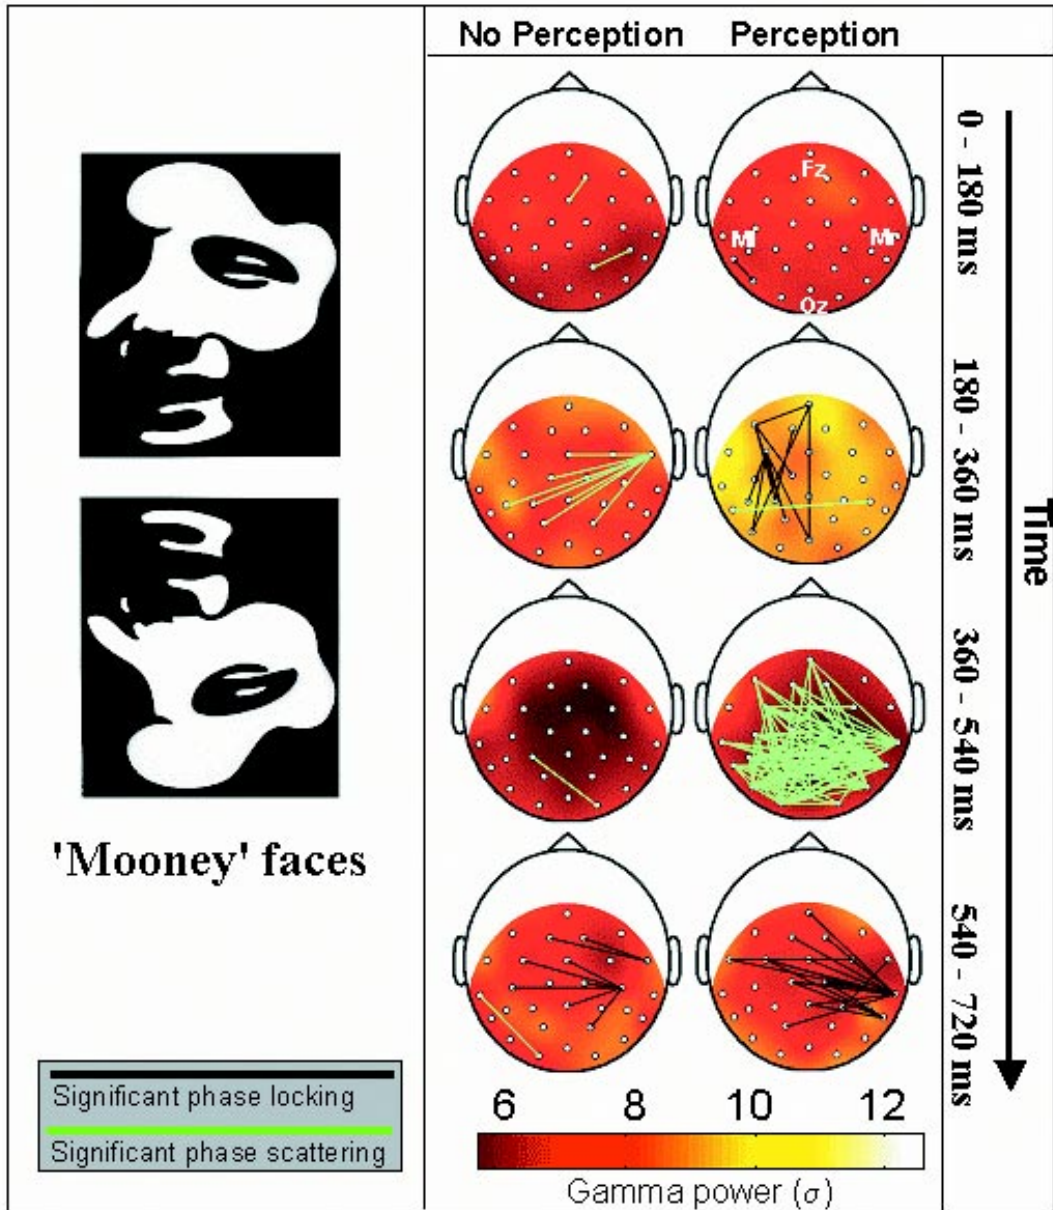 No Perception
Perception
0 - 180 ms
Fz
Ml
Mr
Oz
180 - 360 ms
Time
360 - 540 ms
'Mooney' faces
540 - 720 ms
Significant phase locking
Significant phase scattering
6 8 10 12
Gamma power (σ)